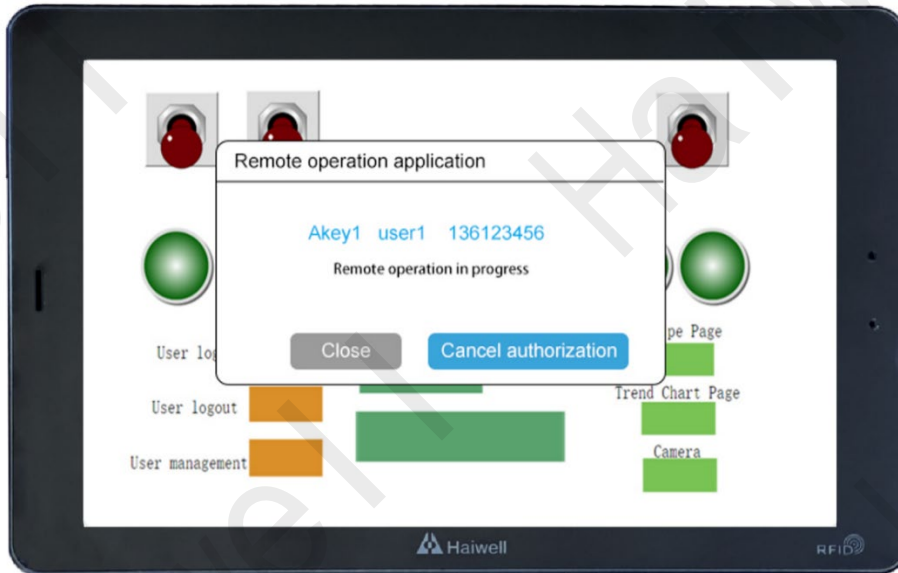 Remote operation application
Akey1 user1 136123456
Remote operation in progress
Close
Cancel authorization
User log
pe Page
User logout
Trend Chart Page
User management
Camera
Haiwell
RFID